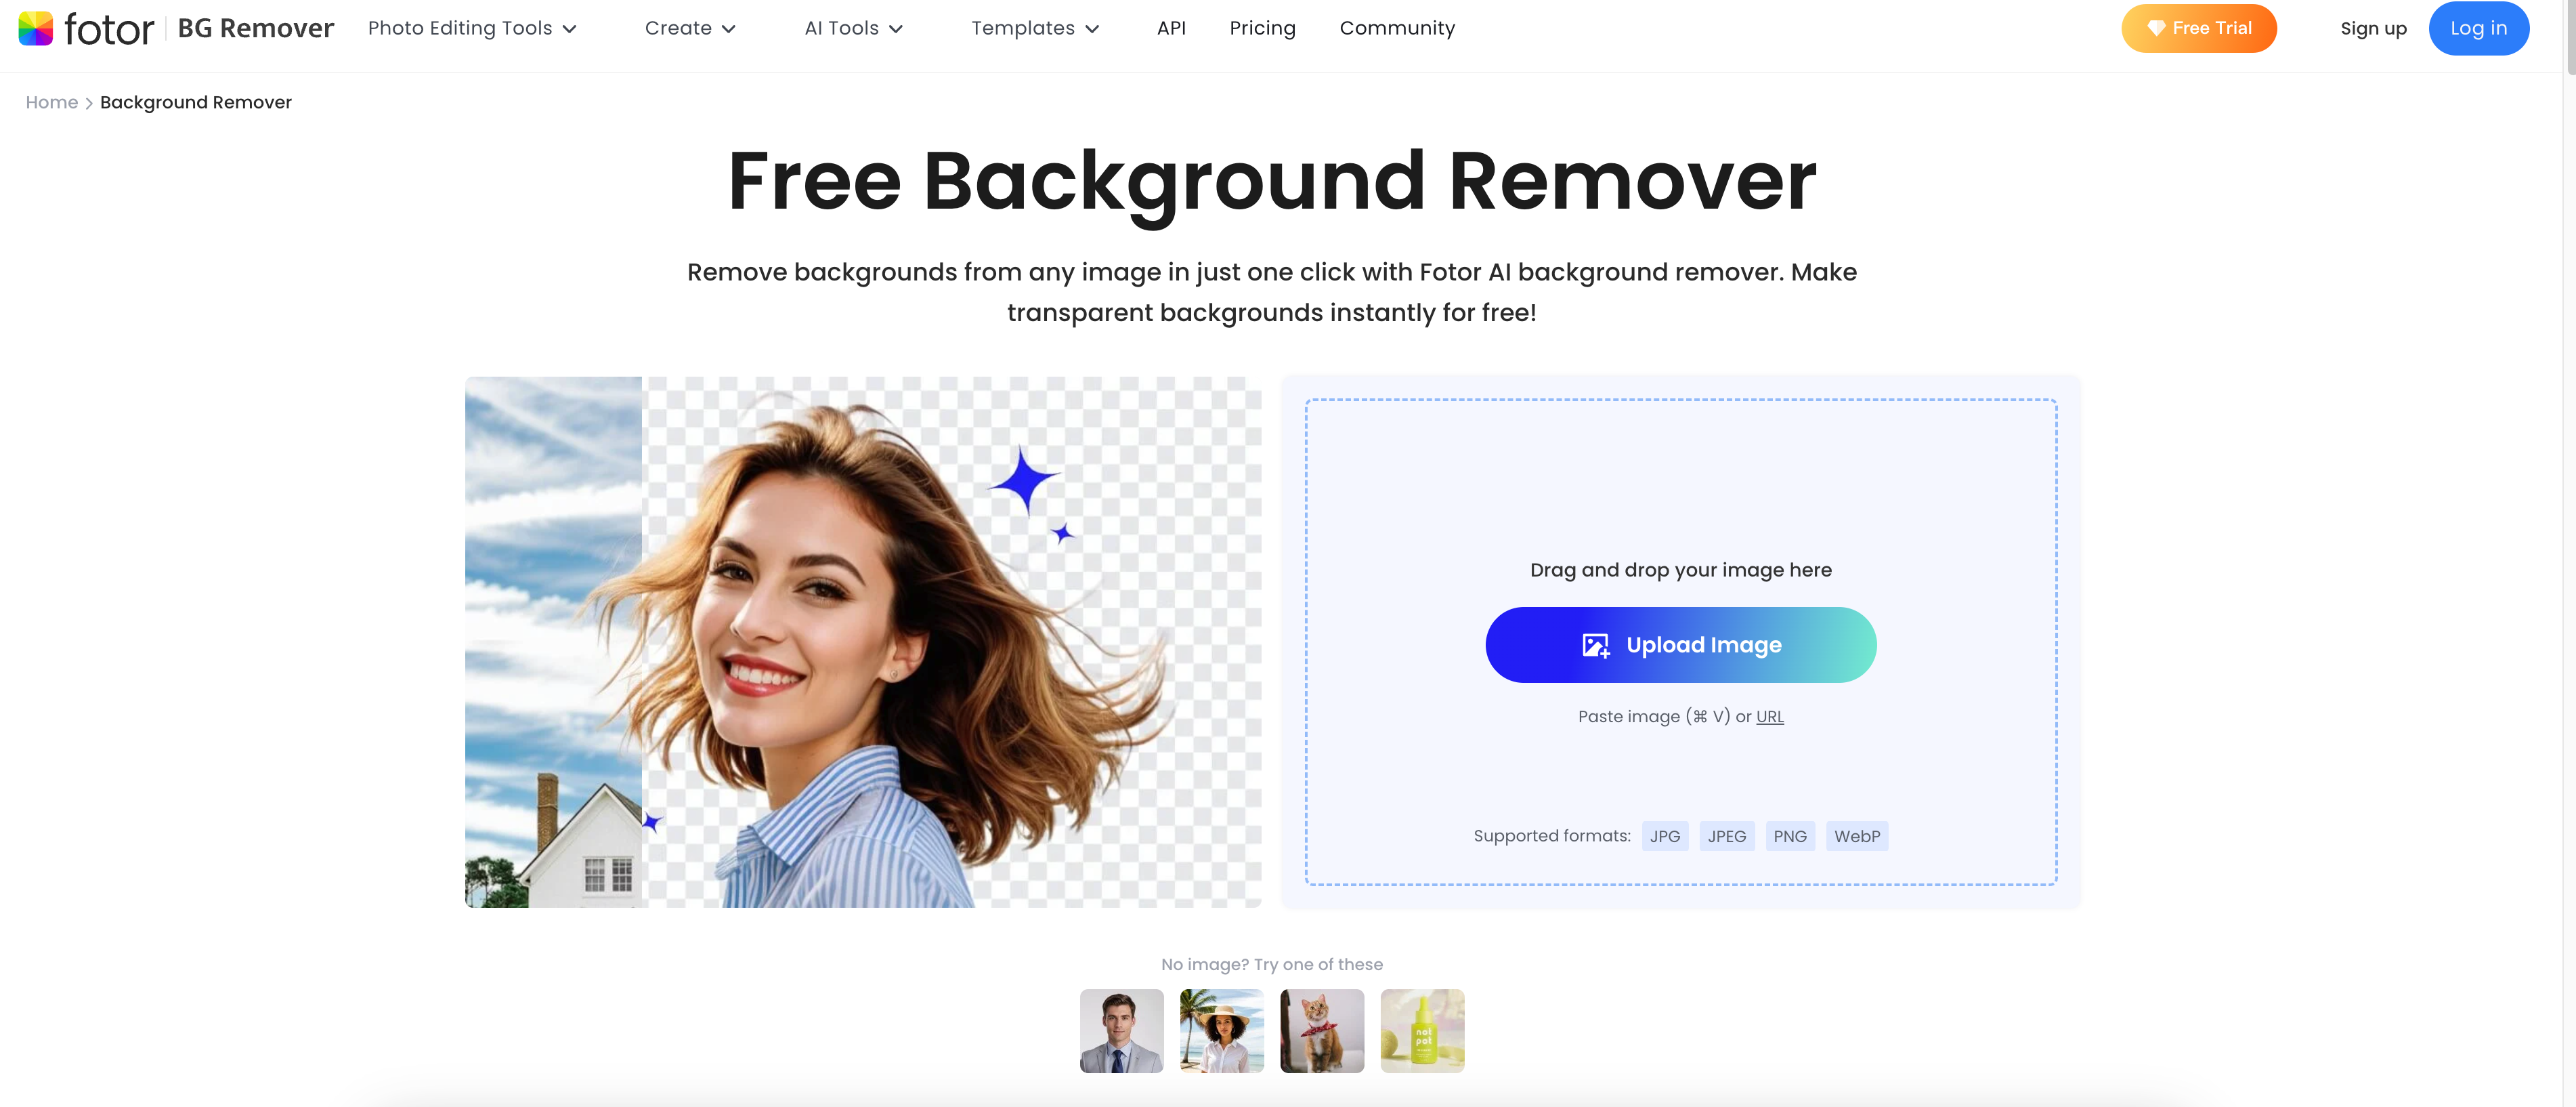 fotor BG Remover Photo Editing Tools Create AI Tools Templates API Pricing Community Free Trial Sign up Log in
Home > Background Remover
Free Background Remover
Remove backgrounds from any image in just one click with Fotor AI background remover. Make
transparent backgrounds instantly for free!
Drag and drop your image here
Upload Image
Paste image (⌘ V) or URL
Supported formats: JPG JPEG PNG WebP
No image? Try one of these
not
pot